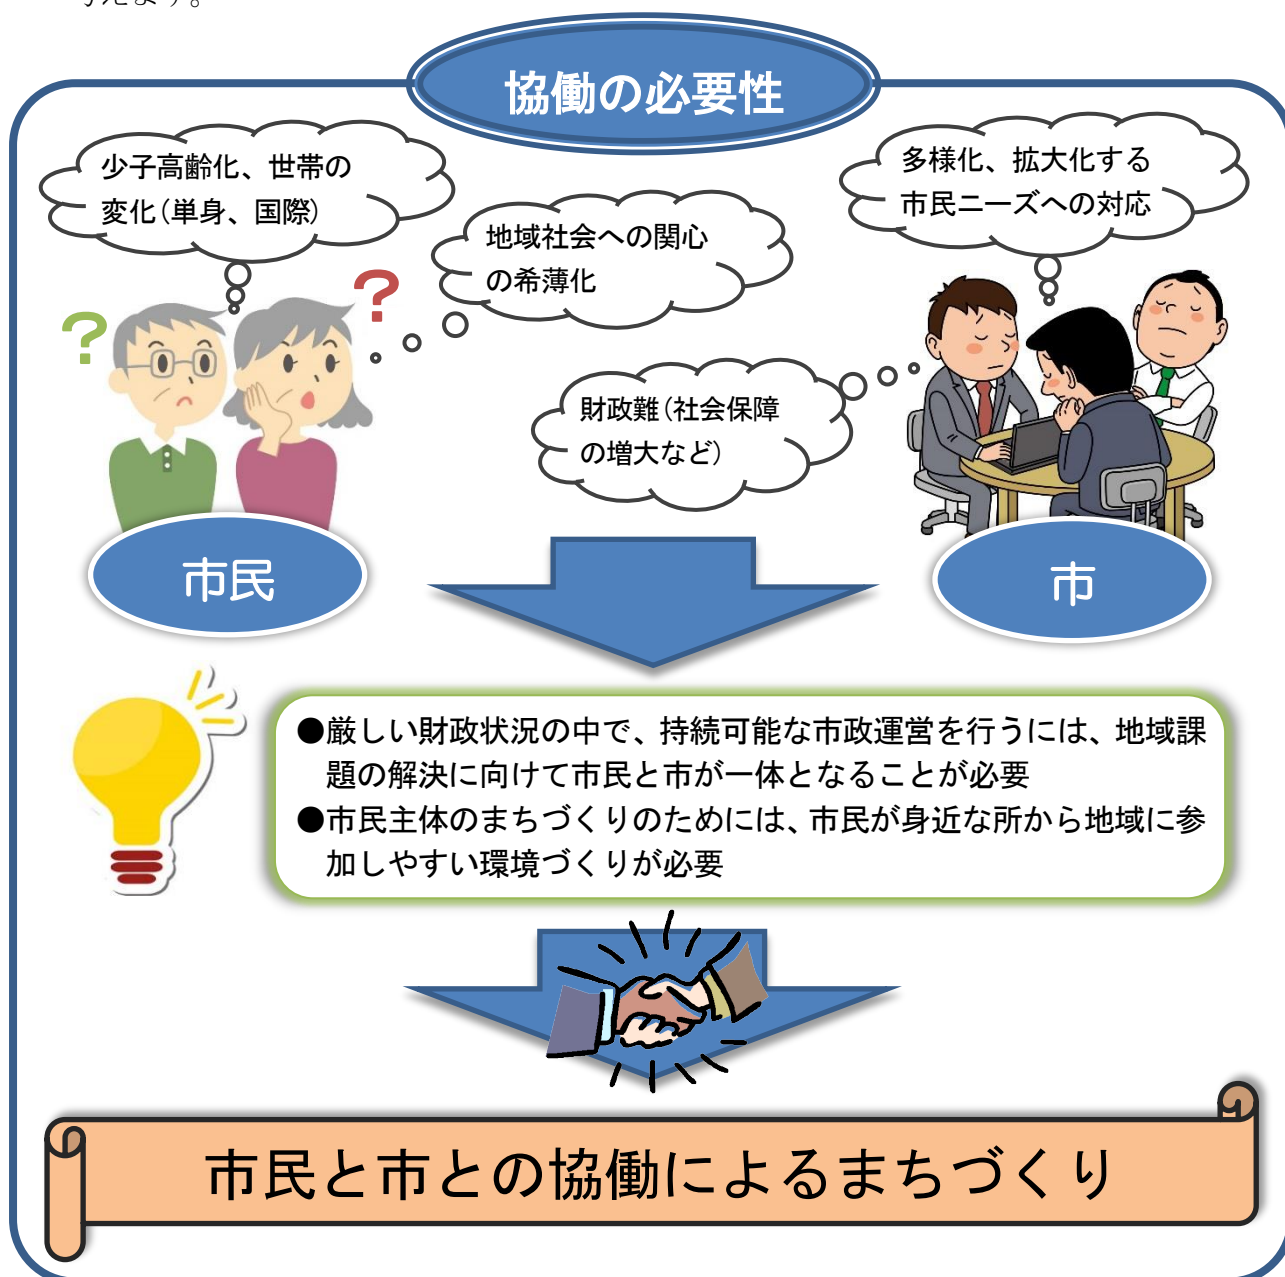 考えます。
協働の必要性
少子高齢化、世帯の
変化(単身、国際)
地域社会への関心
の希薄化
多様化、拡大化する
市民ニーズへの対応
?
?
財政難(社会保障
の増大など)
市民
市
●厳しい財政状況の中で、持続可能な市政運営を行うには、地域課
題の解決に向けて市民と市が一体となることが必要
●市民主体のまちづくりのためには、市民が身近な所から地域に参
加しやすい環境づくりが必要
市民と市との協働によるまちづくり